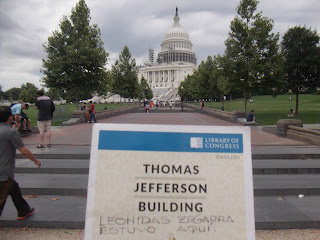 LIBRARY OF
CONGRESS
ENGLISH
THOMAS
JEFFERSON
BUILDING
LEONIDAS ZEGARRA
ESTUVO AQUI